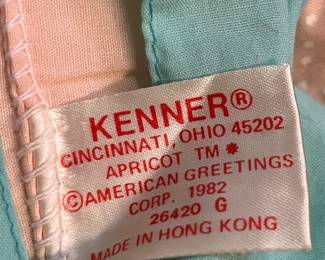 KENNER®
CINCINNATI, OHIO 45202
APRICOT TM *
©AMERICAN GREETINGS
CORP. 1982
26420 G
MADE IN HONG KONG